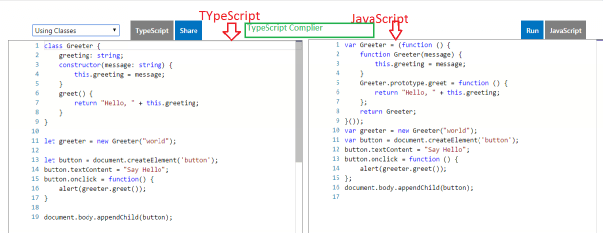 TYpeScript
JavaScript
Using Classes
TypeScript
Share
TypeScript Complier
Run
JavaScript
1 class Greeter {
2 greeting: string;
3 constructor(message: string) {
4 this.greeting = message;
5 }
6 greet() {
7 return "Hello, " + this.greeting;
8 }
9 }
10
11 let greeter = new Greeter("world");
12
13 let button = document.createElement('button');
14 button.textContent = "Say Hello";
15 button.onclick = function() {
16 alert(greeter.greet());
17 }
18
19 document.body.appendChild(button);
1 var Greeter = (function () {
2 function Greeter(message) {
3 this.greeting = message;
4 }
5 Greeter.prototype.greet = function () {
6 return "Hello, " + this.greeting;
7 };
8 return Greeter;
9 }());
10 var greeter = new Greeter("world");
11 var button = document.createElement('button');
12 button.textContent = "Say Hello";
13 button.onclick = function () {
14 alert(greeter.greet());
15 };
16 document.body.appendChild(button);
17